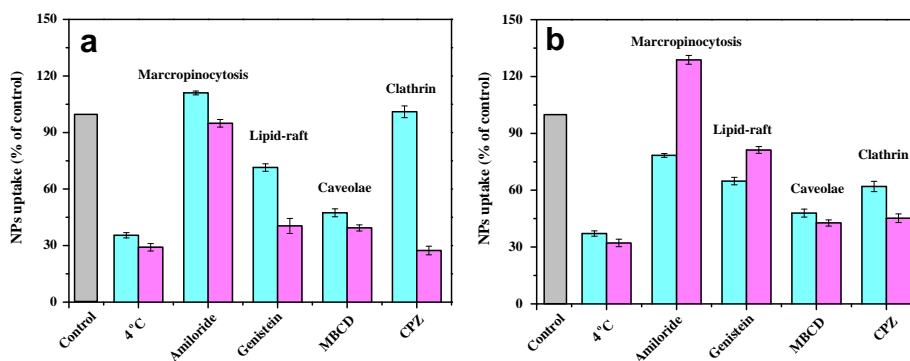 a
NPs uptake (% of control)
150
120
90
60
30
0
Marcropinocytosis
Lipid-raft
Caveolae
Clathrin
Control
4 °C
Amiloride
Genistein
MBCD
CPZ
b
NPs uptake (% of control)
150
120
90
60
30
0
Marcropinocytosis
Lipid-raft
Caveolae
Clathrin
Control
4 °C
Amiloride
Genistein
MBCD
CPZ